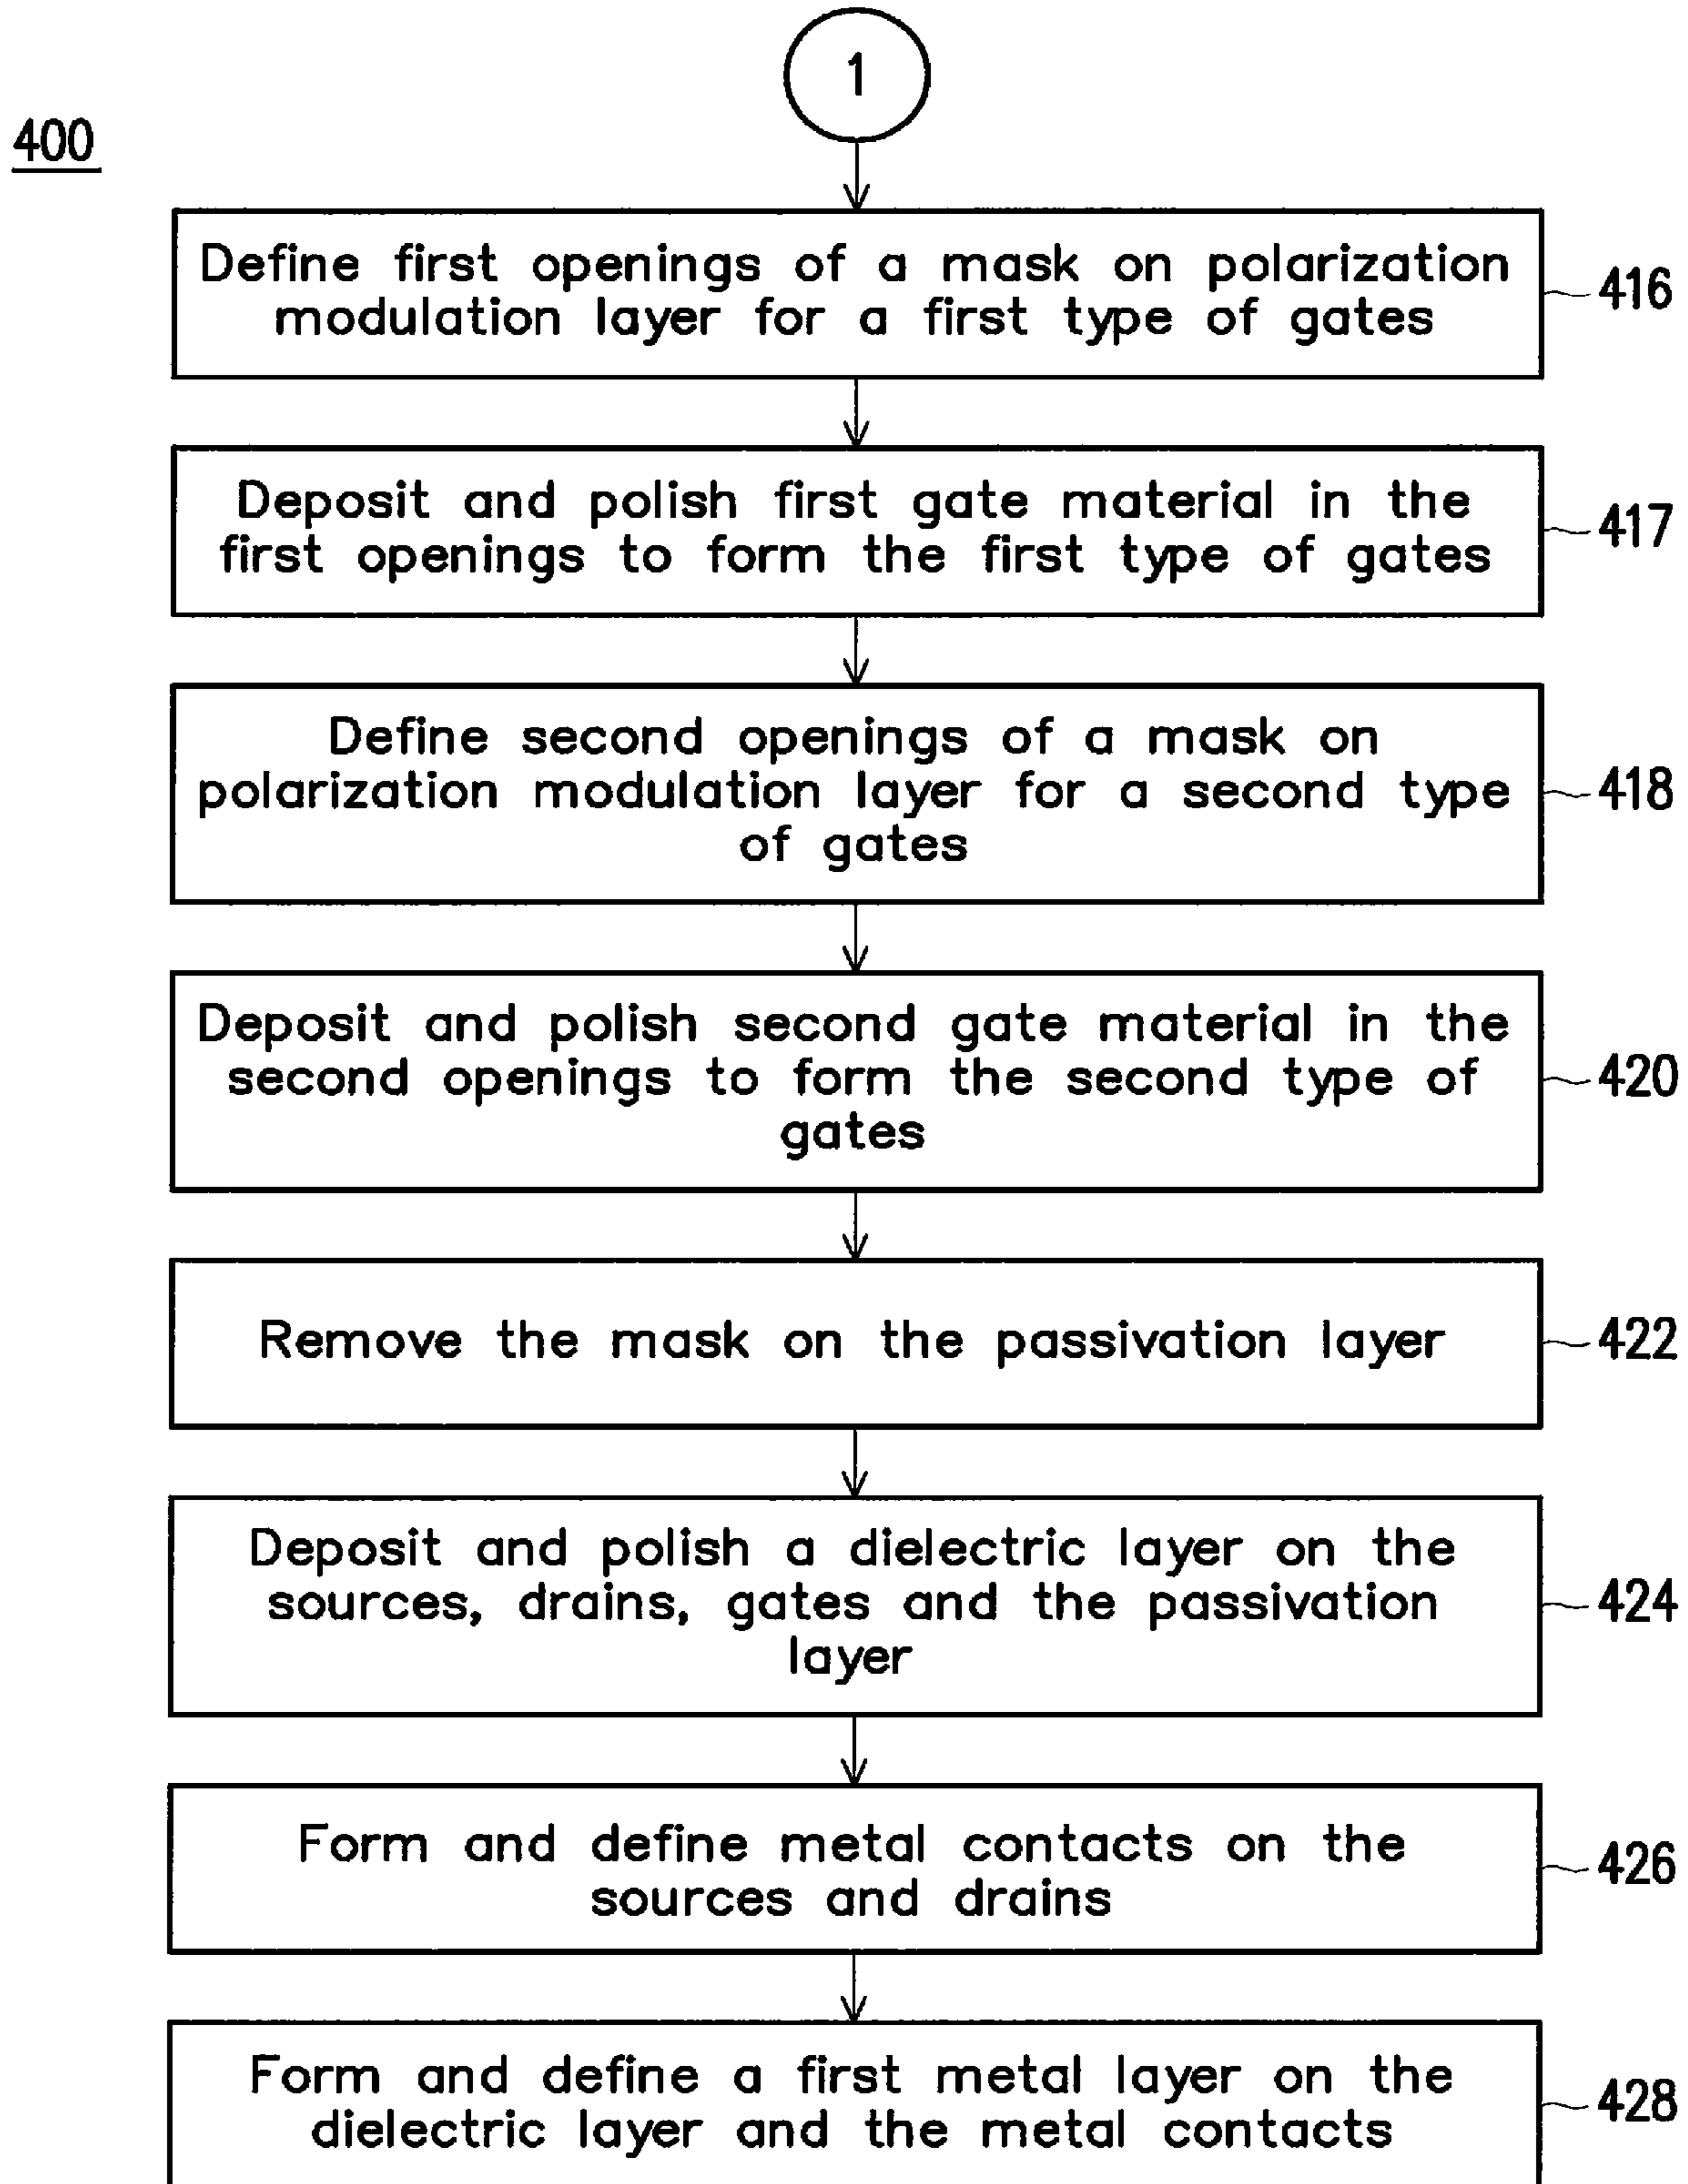 1
400
Define first openings of a mask on polarization
modulation layer for a first type of gates
416
Deposit and polish first gate material in the
first openings to form the first type of gates
417
Define second openings of a mask on
polarization modulation layer for a second type
of gates
418
Deposit and polish second gate material in the
second openings to form the second type of
gates
420
Remove the mask on the passivation layer
422
Deposit and polish a dielectric layer on the
sources, drains, gates and the passivation
layer
424
Form and define metal contacts on the
sources and drains
426
Form and define a first metal layer on the
dielectric layer and the metal contacts
428